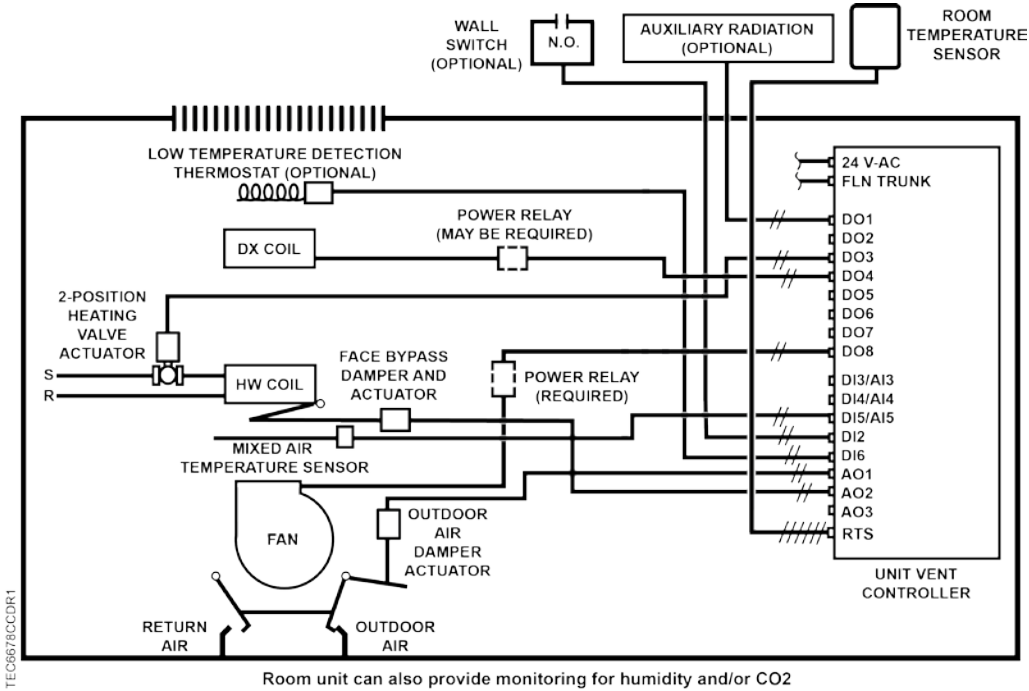 WALL
SWITCH
(OPTIONAL)
N.O.
AUXILIARY RADIATION
(OPTIONAL)
ROOM
TEMPERATURE
SENSOR
LOW TEMPERATURE DETECTION
THERMOSTAT (OPTIONAL)
POWER RELAY
(MAY BE REQUIRED)
DX COIL
2-POSITION
HEATING
VALVE
ACTUATOR
S
R
HW COIL
FACE BYPASS
DAMPER AND
ACTUATOR
POWER RELAY
(REQUIRED)
MIXED AIR
TEMPERATURE SENSOR
FAN
OUTDOOR
AIR
DAMPER
ACTUATOR
RETURN
AIR
OUTDOOR
AIR
24 V-AC
FLN TRUNK
DO1
DO2
DO3
DO4
DO5
DO6
DO7
DO8
DI3/AI3
DI4/AI4
DI5/AI5
DI2
DI6
AO1
AO2
AO3
RTS
UNIT VENT
CONTROLLER
TEC6678CCDR1
Room unit can also provide monitoring for humidity and/or CO2